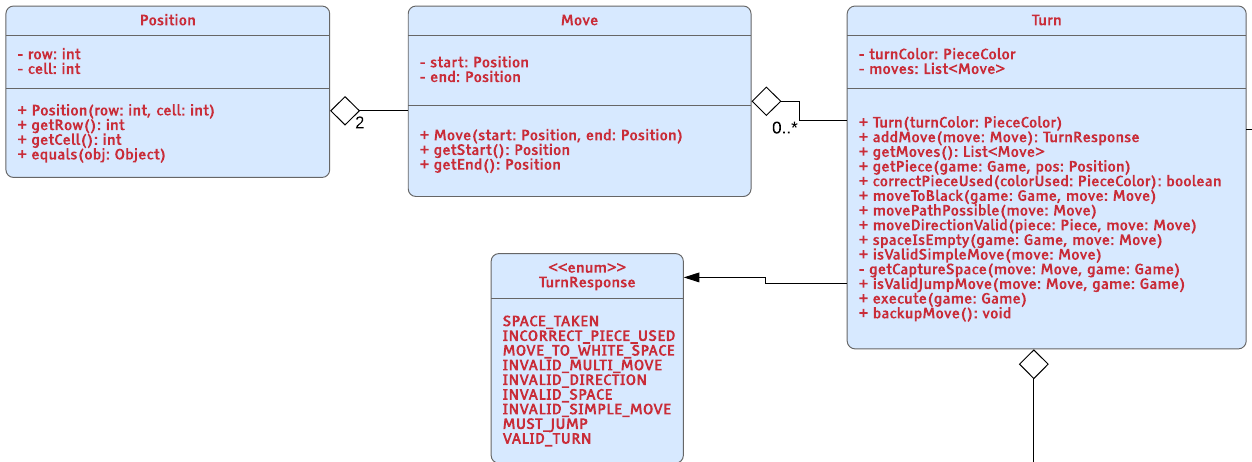 Position
- row: int
- cell: int
+ Position(row: int, cell: int)
+ getRow(): int
+ getCell(): int
+ equals(obj: Object)
2
Move
- start: Position
- end: Position
+ Move(start: Position, end: Position)
+ getStart(): Position
+ getEnd(): Position
0..*
Turn
- turnColor: PieceColor
- moves: List<Move>
+ Turn(turnColor: PieceColor)
+ addMove(move: Move): TurnResponse
+ getMoves(): List<Move>
+ getPiece(game: Game, pos: Position)
+ correctPieceUsed(colorUsed: PieceColor): boolean
+ moveToBlack(game: Game, move: Move)
+ movePathPossible(move: Move)
+ moveDirectionValid(piece: Piece, move: Move)
+ spaceIsEmpty(game: Game, move: Move)
+ isValidSimpleMove(move: Move)
- getCaptureSpace(move: Move, game: Game)
+ isValidJumpMove(move: Move, game: Game)
+ execute(game: Game)
+ backupMove(): void
<<enum>>
TurnResponse
SPACE_TAKEN
INCORRECT_PIECE_USED
MOVE_TO_WHITE_SPACE
INVALID_MULTI_MOVE
INVALID_DIRECTION
INVALID_SPACE
INVALID_SIMPLE_MOVE
MUST_JUMP
VALID_TURN